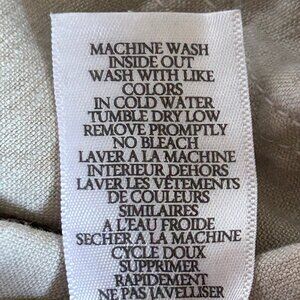 MACHINE WASH
INSIDE OUT
WASH WITH LIKE
COLORS
IN COLD WATER
TUMBLE DRY LOW
REMOVE PROMPTLY
NO BLEACH
LAVER A LA MACHINE
INTERIEUR DEHORS
LAVER LES VÊTEMENTS
DE COULEURS
SIMILAIRES
A L'EAU FROIDE
SECHER A LA MACHINE
CYCLE DOUX
SUPPRIMER
RAPIDEMENT
NE PAS JAVELLISER